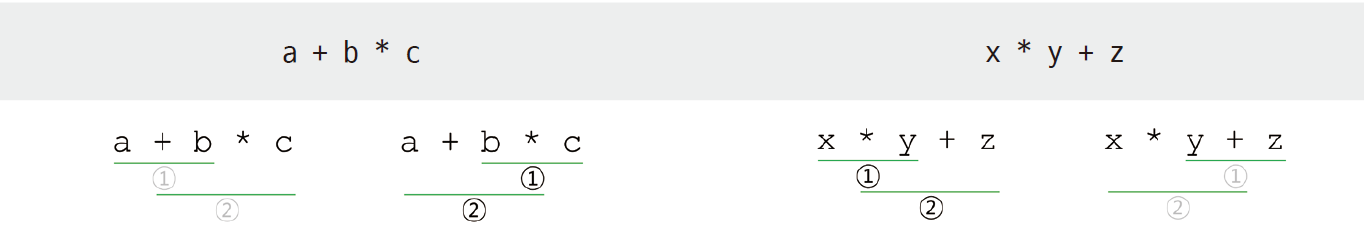 a + b * c
x * y + z
a + b * c
①
②
a + b * c
①
②
x * y + z
①
②
x * y + z
①
②